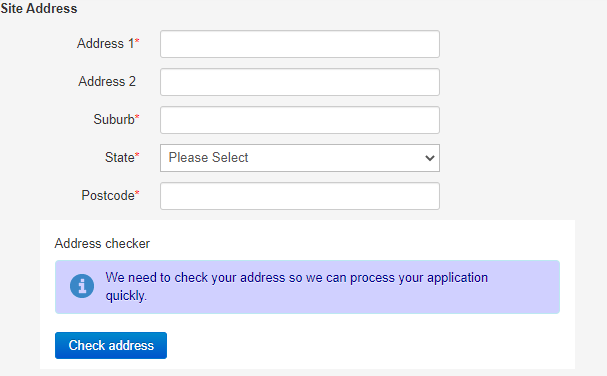 Site Address
Address 1*
Address 2
Suburb*
State*
Please Select
Postcode*
Address checker
We need to check your address so we can process your application
quickly.
Check address